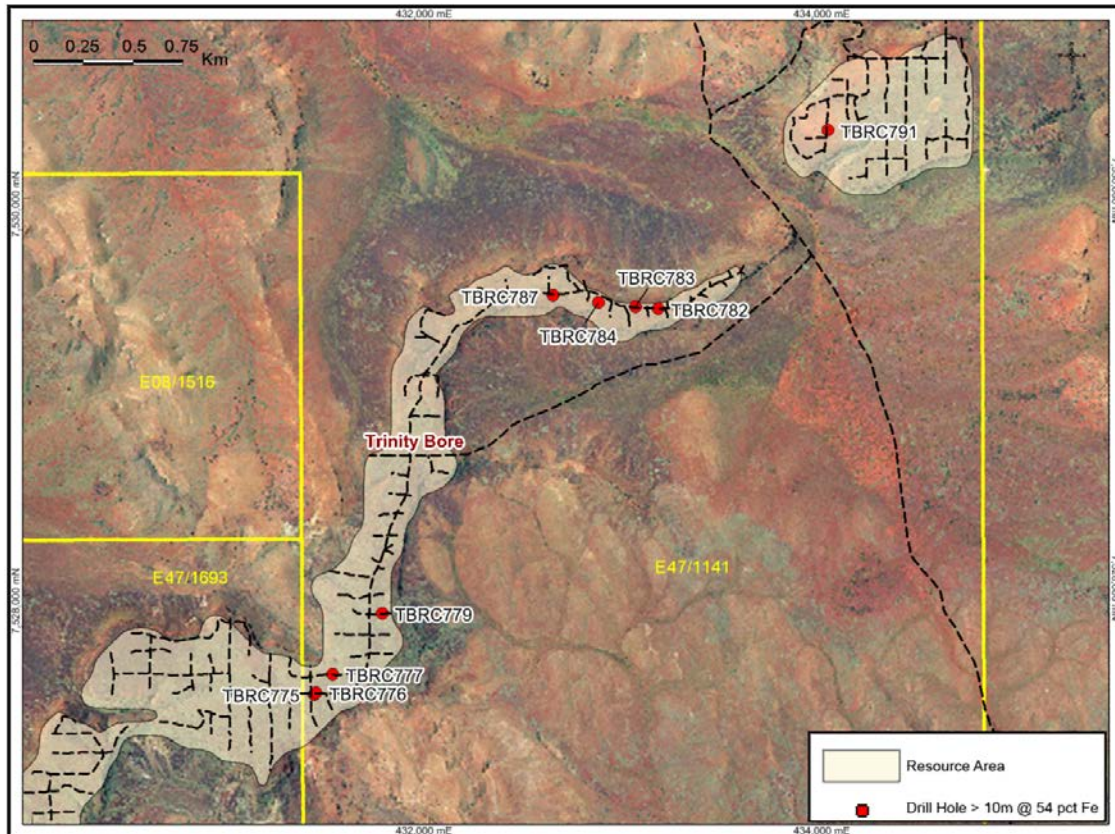 432,000 mE
434,000 mE
0 0.25 0.5 0.75
Km
TBRC791
7,530,000 mN
TBRC783
TBRC787
TBRC782
TBRC784
E08/1516
Trinity Bore
E47/1693
E47/1141
7,528,000 mN
TBRC779
TBRC777
TBRC775
TBRC776
Resource Area
Drill Hole > 10m @ 54 pct Fe
432,000 mE
434,000 mE